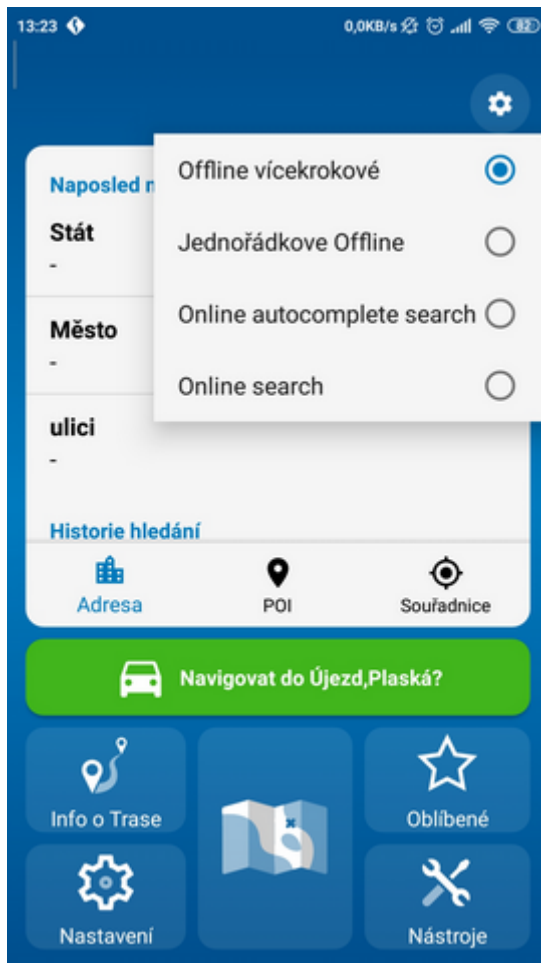 13:23
0,0KB/s
82
Offline vícekrokové
Naposled n
Stát
-
Jednořádkove Offline
Online autocomplete search
Město
-
Online search
ulici
-
Historie hledání
Adresa
POI
Souřadnice
Navigovat do Újezd,Plaská?
Info o Trase
Oblíbené
Nastavení
Nástroje